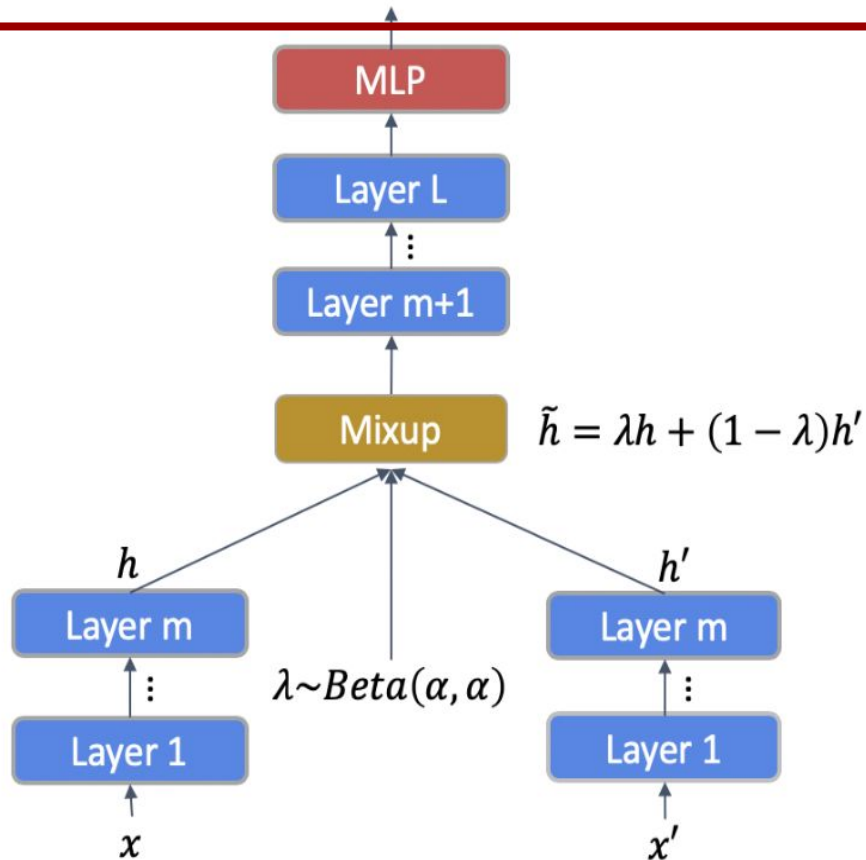 MLP
Layer L
⋮
Layer m+1
Mixup
h̃ = λh + (1 − λ)h′
h
h′
Layer m
Layer m
⋮
λ~Beta(α, α)
⋮
Layer 1
Layer 1
x
x′